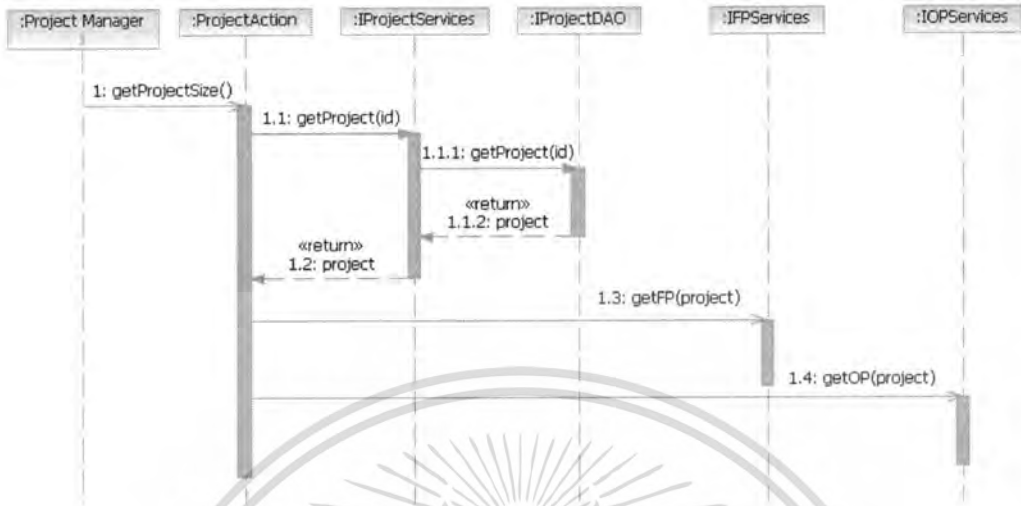 :Project Manager
:ProjectAction
:IProjectServices
:IProjectDAO
:IFPServices
:IOPServices
1: getProjectSize()
1.1: getProject(id)
1.1.1: getProject(id)
«return»
1.1.2: project
«return»
1.2: project
1.3: getFP(project)
1.4: getOP(project)